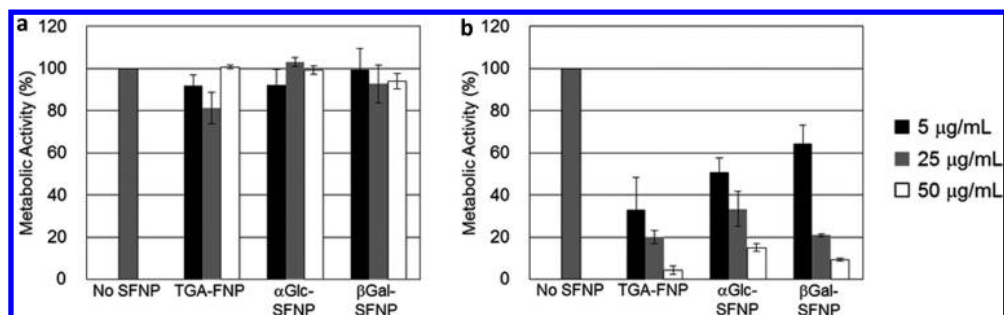 a
120
100
80
60
40
20
0
Metabolic Activity (%)
No SFNP
TGA-FNP
αGlc-
SFNP
βGal-
SFNP
b
120
100
80
60
40
20
0
Metabolic Activity (%)
No SFNP
TGA-FNP
αGlc-
SFNP
βGal-
SFNP
5 μg/mL
25 μg/mL
50 μg/mL